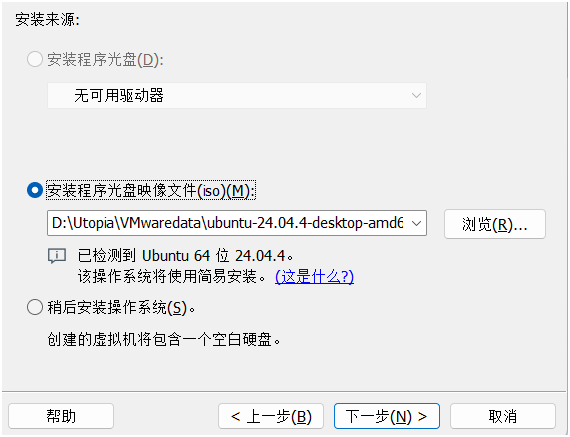 安装来源:
安装程序光盘(D):
无可用驱动器
安装程序光盘映像文件(iso)(M):
D:\Utopia\VMwaredata\ubuntu-24.04.4-desktop-amd6
浏览(R)...
已检测到 Ubuntu 64 位 24.04.4。
该操作系统将使用简易安装。 (这是什么?)
稍后安装操作系统(S)。
创建的虚拟机将包含一个空白硬盘。
帮助
< 上一步(B)
下一步(N) >
取消